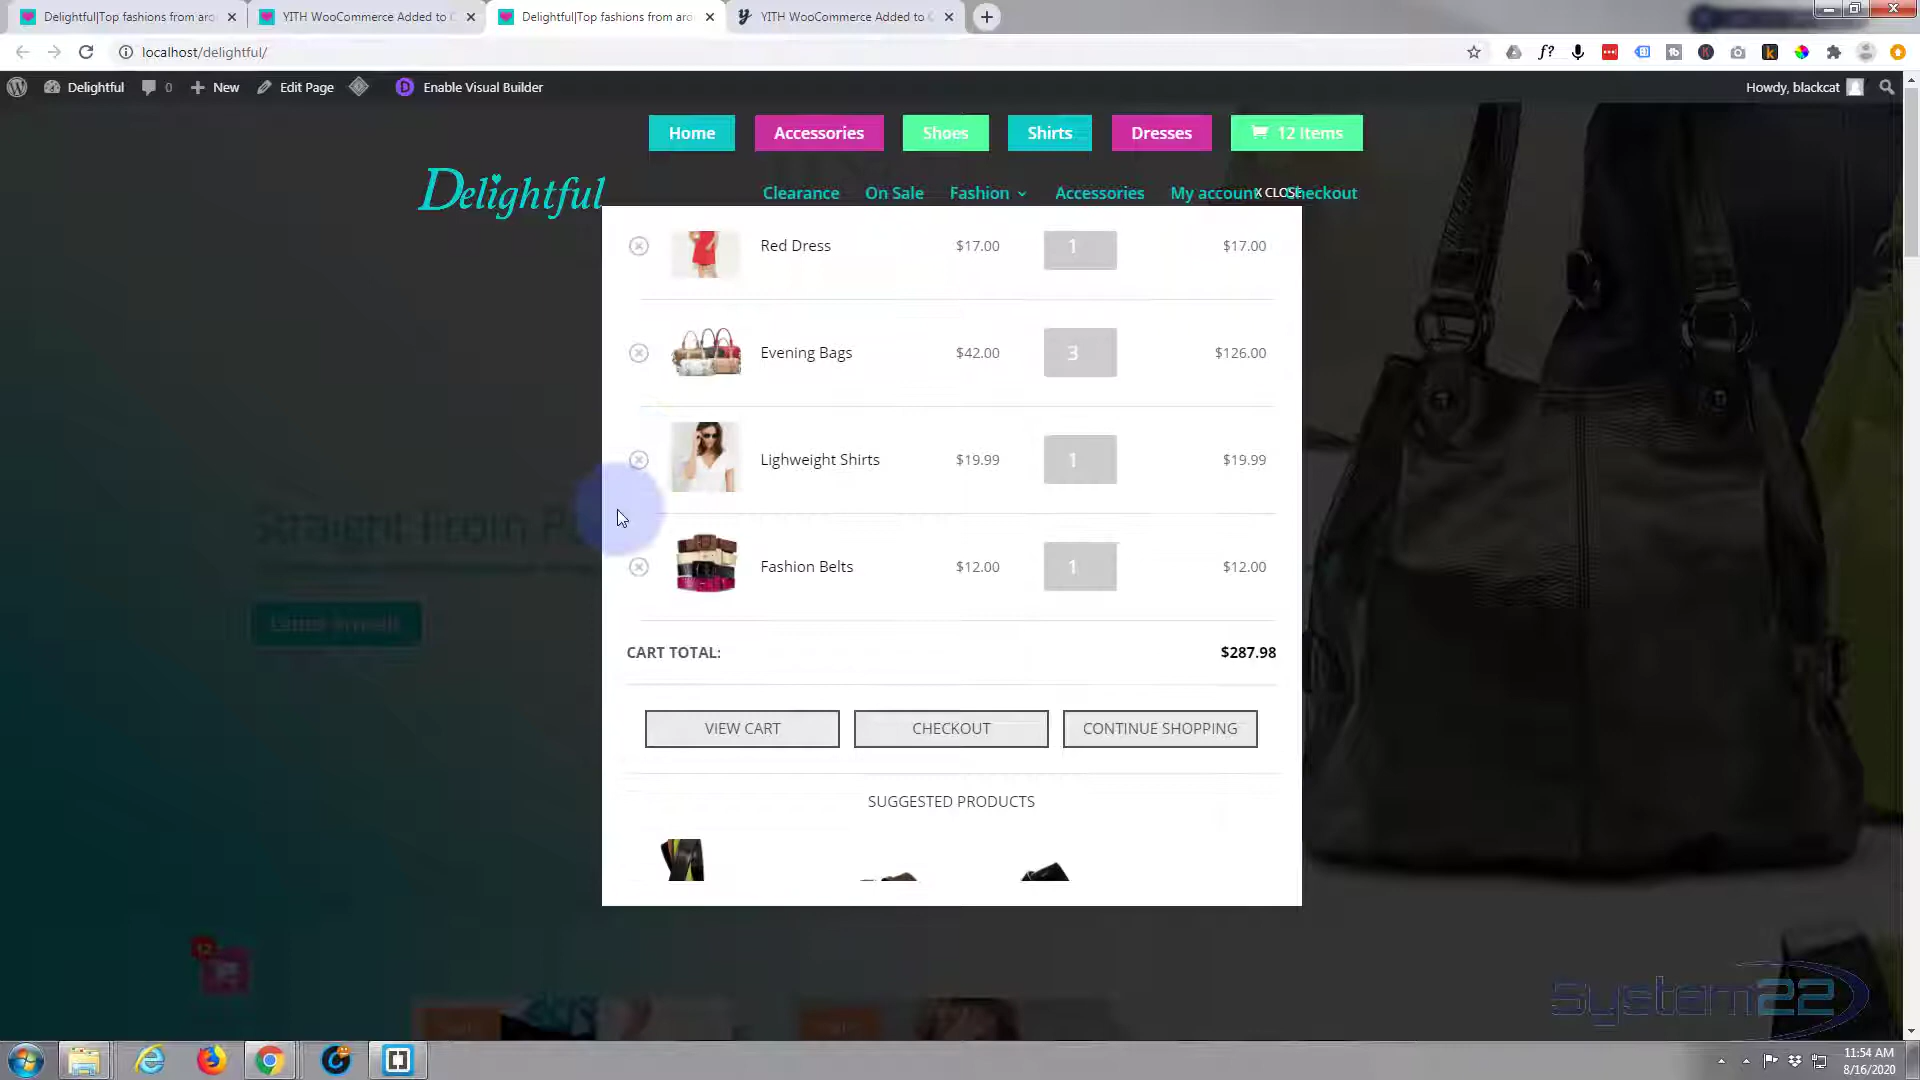 Delightful|Top fashions from aro
YITH WooCommerce Added to C
Delightful|Top fashions from aro
YITH WooCommerce Added to C
localhost/delightful/
Delightful
0
New
Edit Page
Enable Visual Builder
Howdy, blackcat
Home
Accessories
Shoes
Shirts
Dresses
12 Items
Delightful
Clearance
On Sale
Fashion
Accessories
My account
Checkout
X CLOSE
Red Dress
$17.00
1
$17.00
Evening Bags
$42.00
3
$126.00
Lighweight Shirts
$19.99
1
$19.99
Straight from
Fashion Belts
$12.00
1
$12.00
CART TOTAL:
$287.98
VIEW CART
CHECKOUT
CONTINUE SHOPPING
SUGGESTED PRODUCTS
12
system22
11:54 AM
8/16/2020